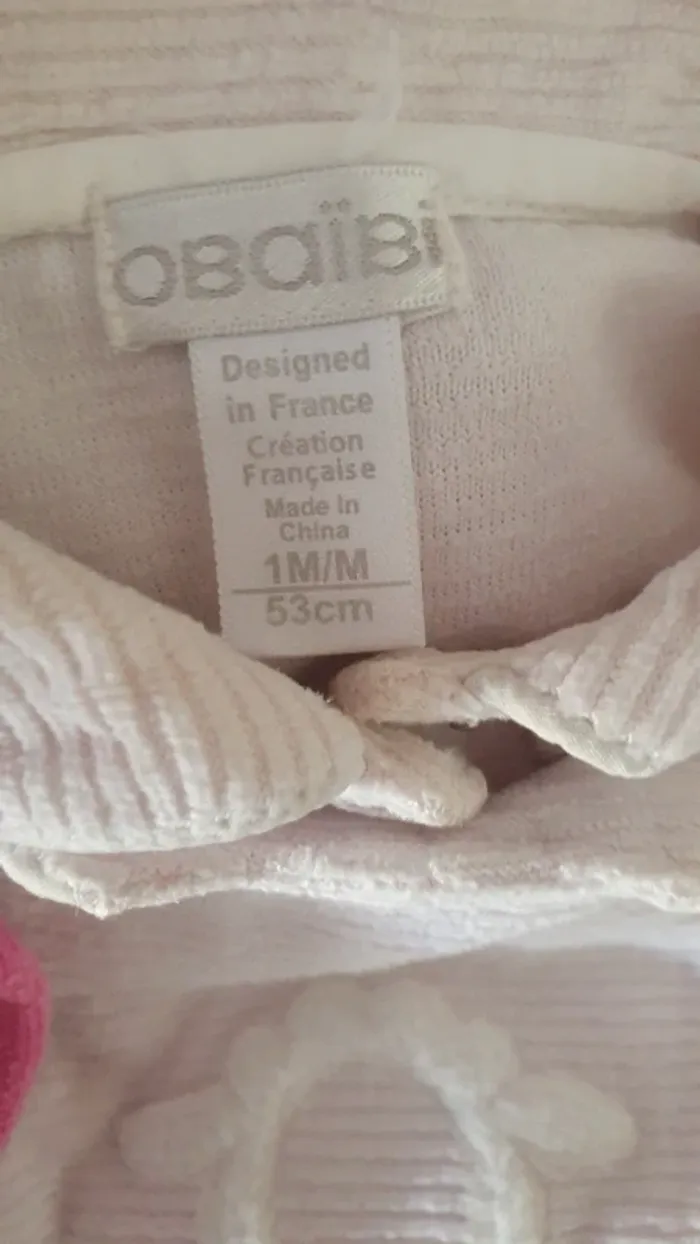 OBaïBi
Designed
in France
Création
Française
Made in
China
1M/M
53cm